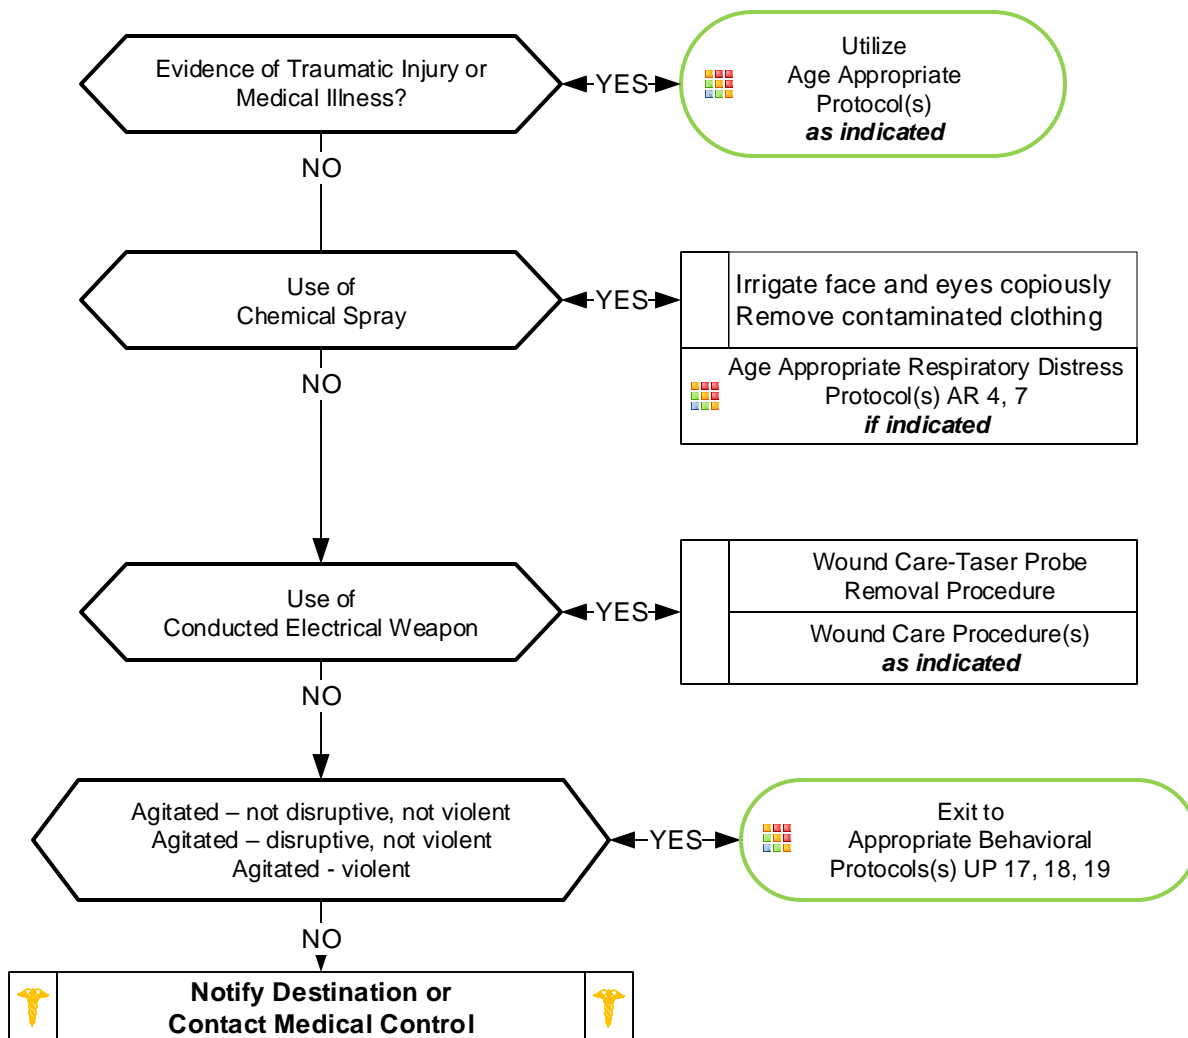 Evidence of Traumatic Injury or
Medical Illness?
YES
Utilize
Age Appropriate
Protocol(s)
as indicated
NO
Use of
Chemical Spray
YES
Irrigate face and eyes copiously
Remove contaminated clothing
Age Appropriate Respiratory Distress
Protocol(s) AR 4, 7
if indicated
NO
Use of
Conducted Electrical Weapon
YES
Wound Care-Taser Probe
Removal Procedure
Wound Care Procedure(s)
as indicated
NO
Agitated – not disruptive, not violent
Agitated – disruptive, not violent
Agitated - violent
YES
Exit to
Appropriate Behavioral
Protocols(s) UP 17, 18, 19
NO
Notify Destination or
Contact Medical Control